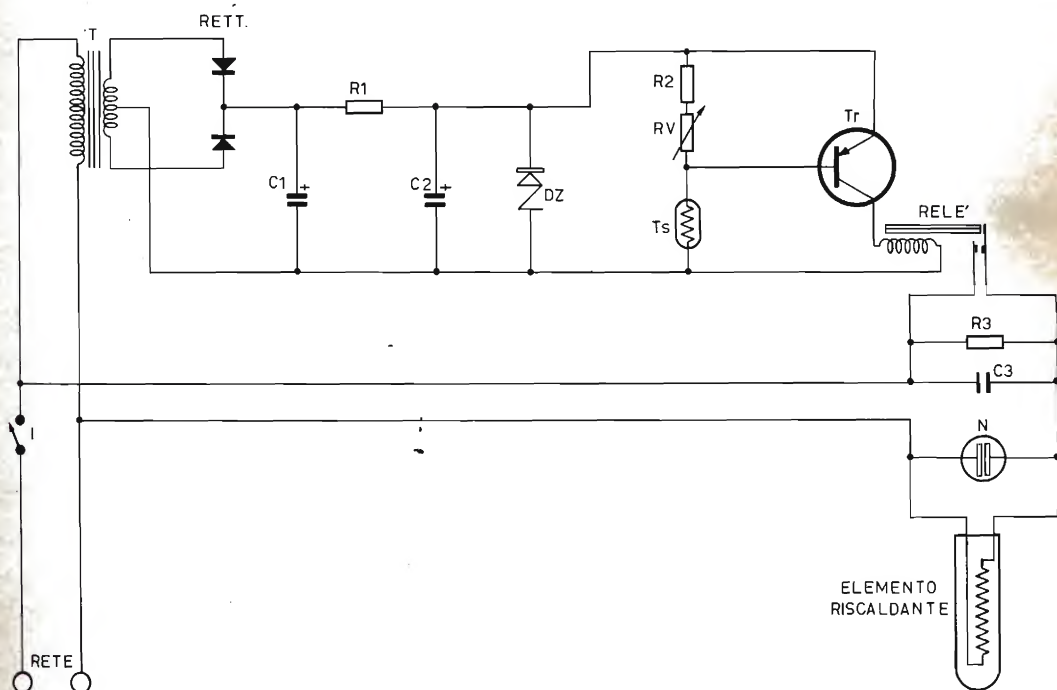 T
RETT.
R1
C1 +
C2 +
DZ
R2
RV
Ts
Tr
RELE'
R3
C3
N
I
ELEMENTO
RISCALDANTE
RETE